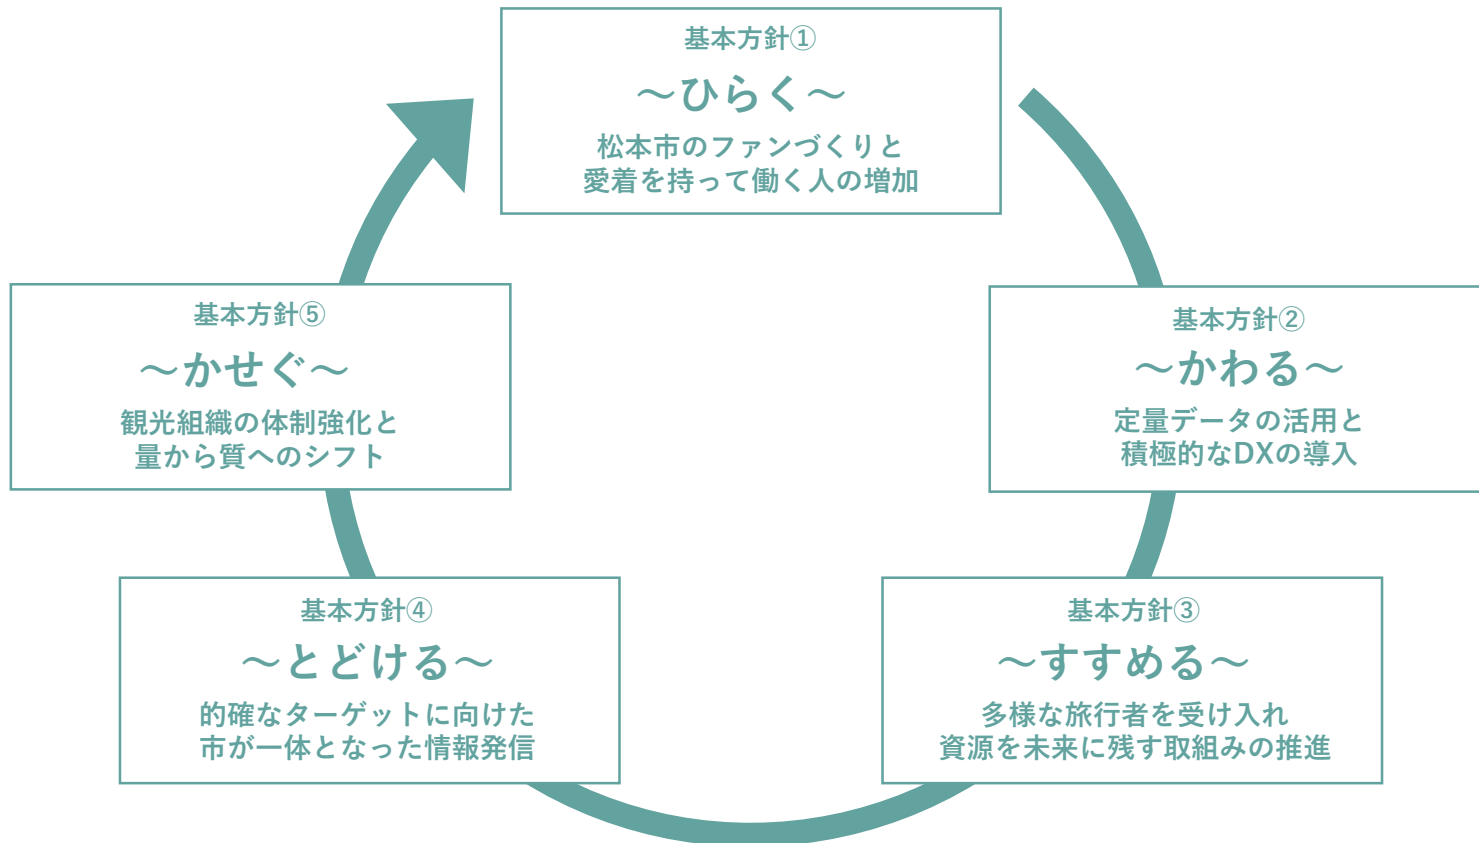 基本方針①
～ひらく～
松本市のファンづくりと
愛着を持って働く人の増加
基本方針②
～かわる～
定量データの活用と
積極的なDXの導入
基本方針③
～すすめる～
多様な旅行者を受け入れ
資源を未来に残す取組みの推進
基本方針④
～とどける～
的確なターゲットに向けた
市が一体となった情報発信
基本方針⑤
～かせぐ～
観光組織の体制強化と
量から質へのシフト